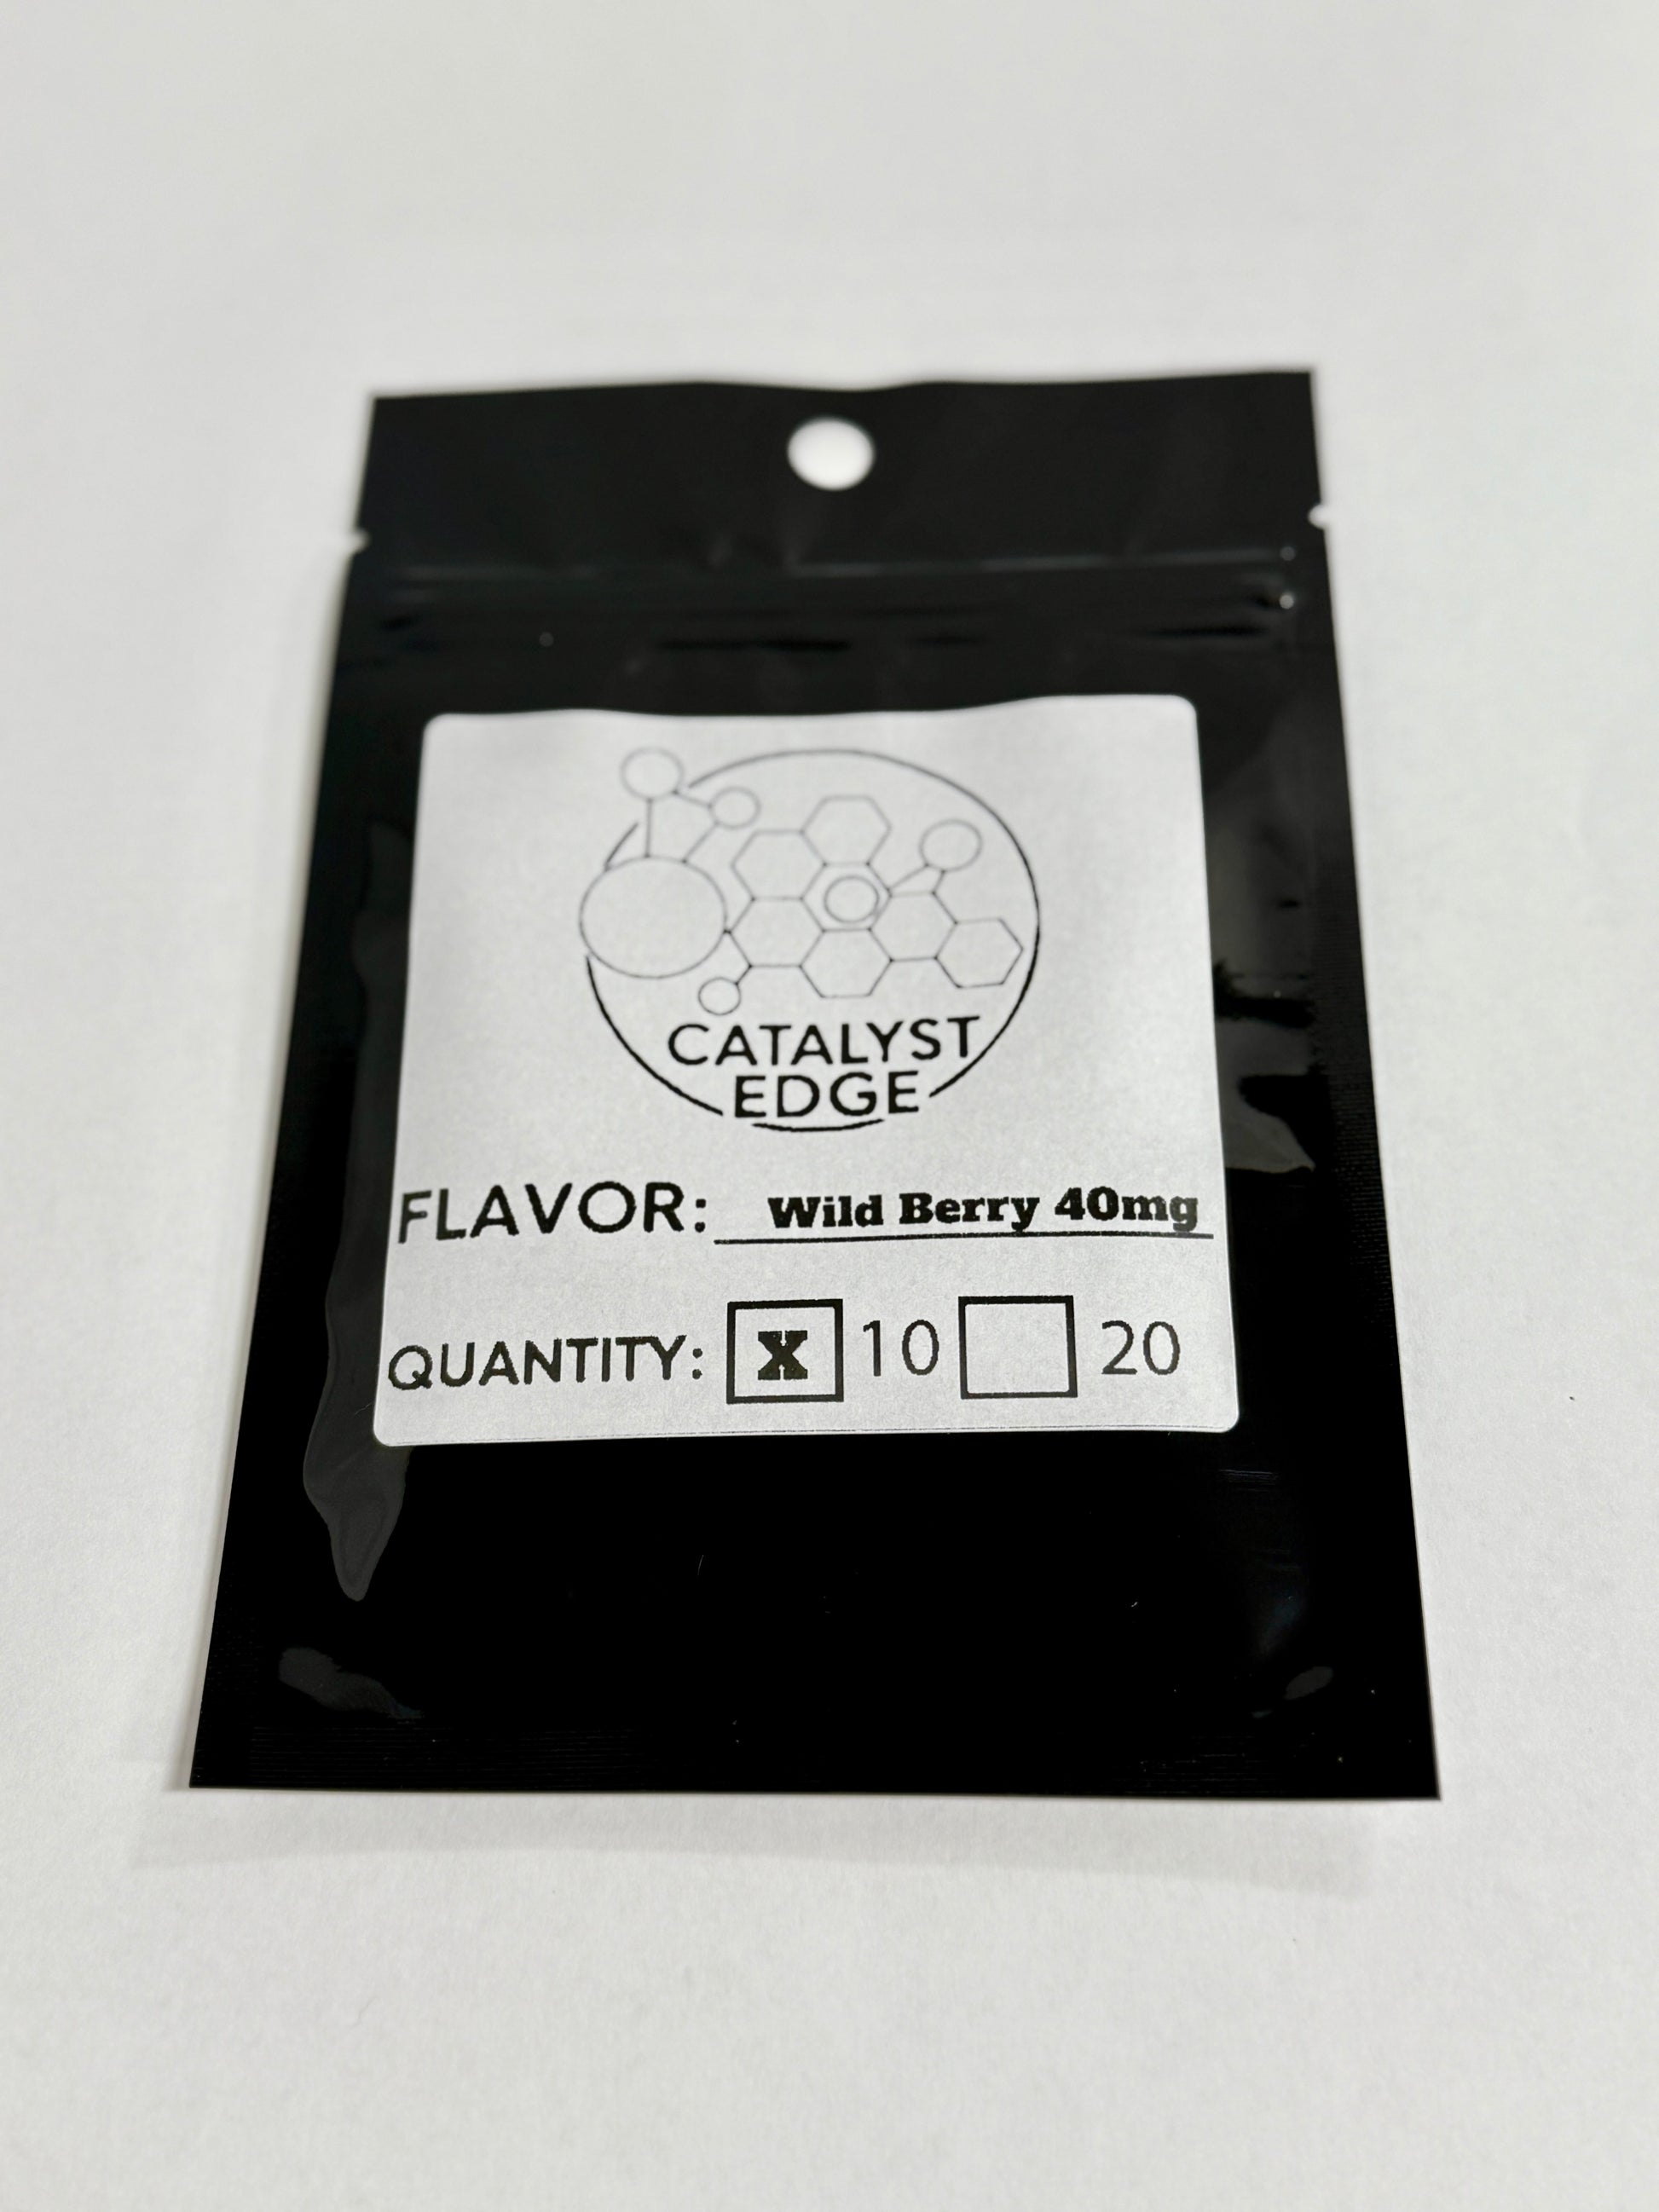 CATALYST
EDGE
FLAVOR: Wild Berry 40mg
QUANTITY: X 10 20